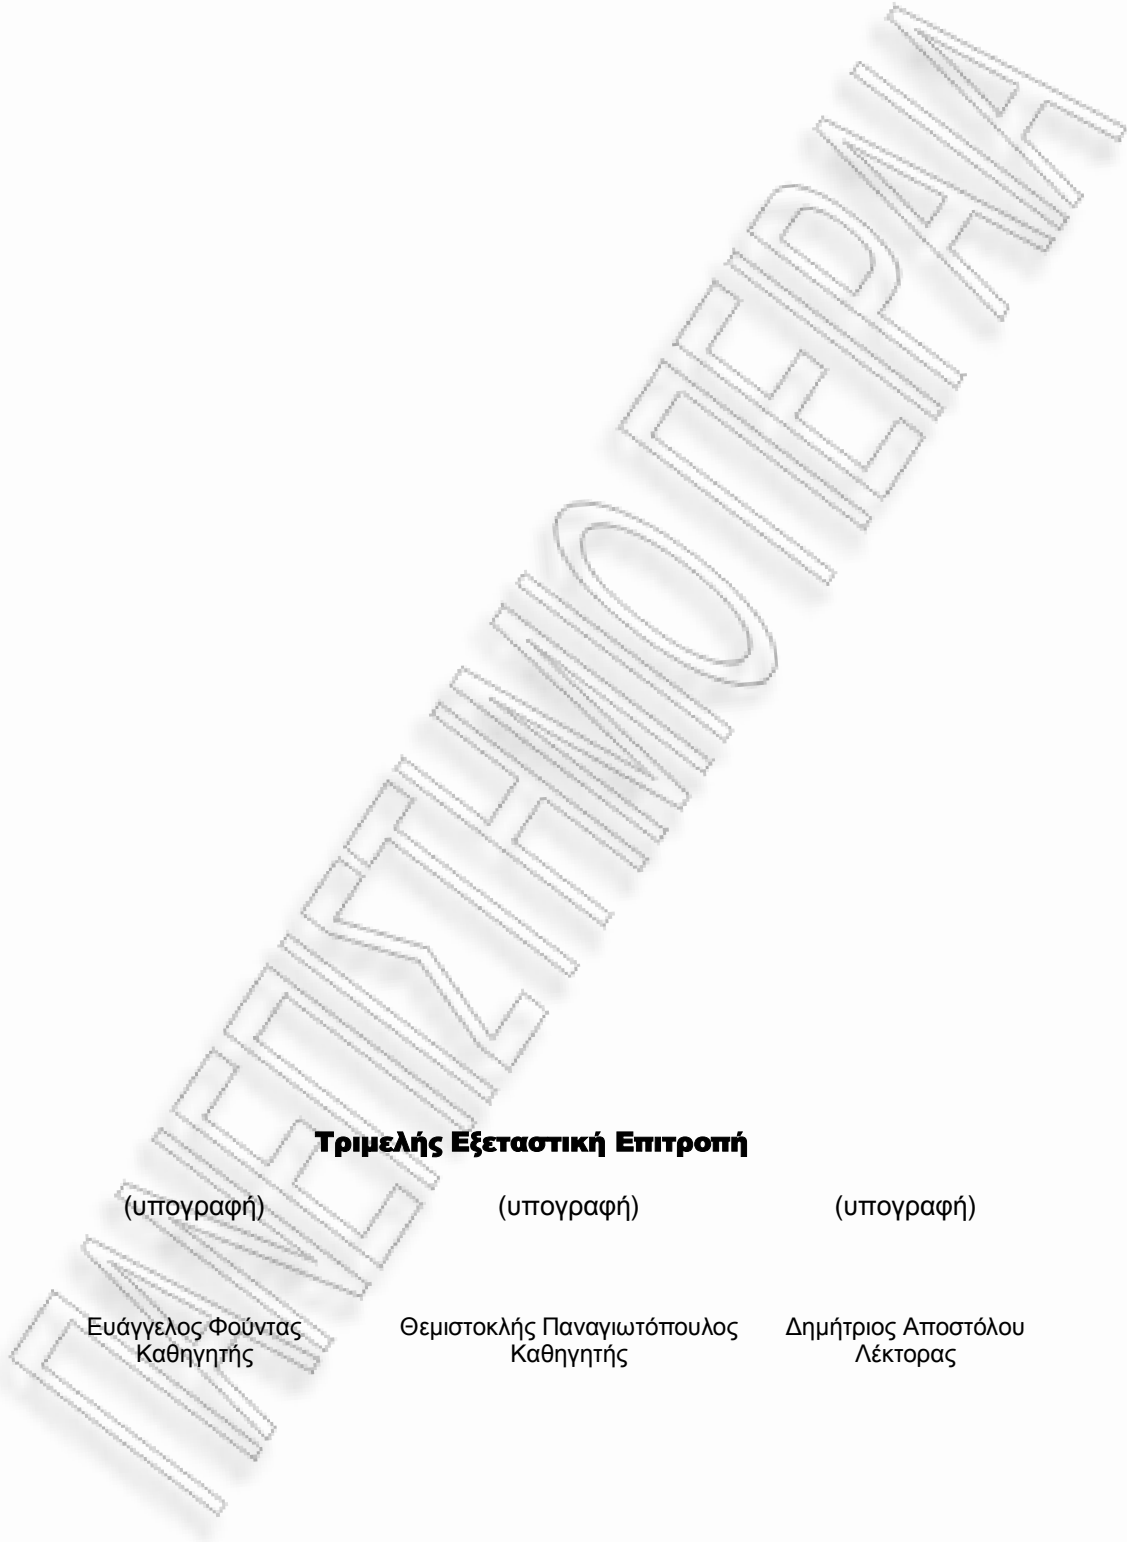 ΠΑΝΕΠΙΣΤΗΜΙΟ ΠΕΙΡΑΙΑ
Τριμελής Εξεταστική Επιτροπή
(υπογραφή) (υπογραφή) (υπογραφή)
Ευάγγελος Φούντας Θεμιστοκλής Παναγιωτόπουλος Δημήτριος Αποστόλου
Καθηγητής Καθηγητής Λέκτορας